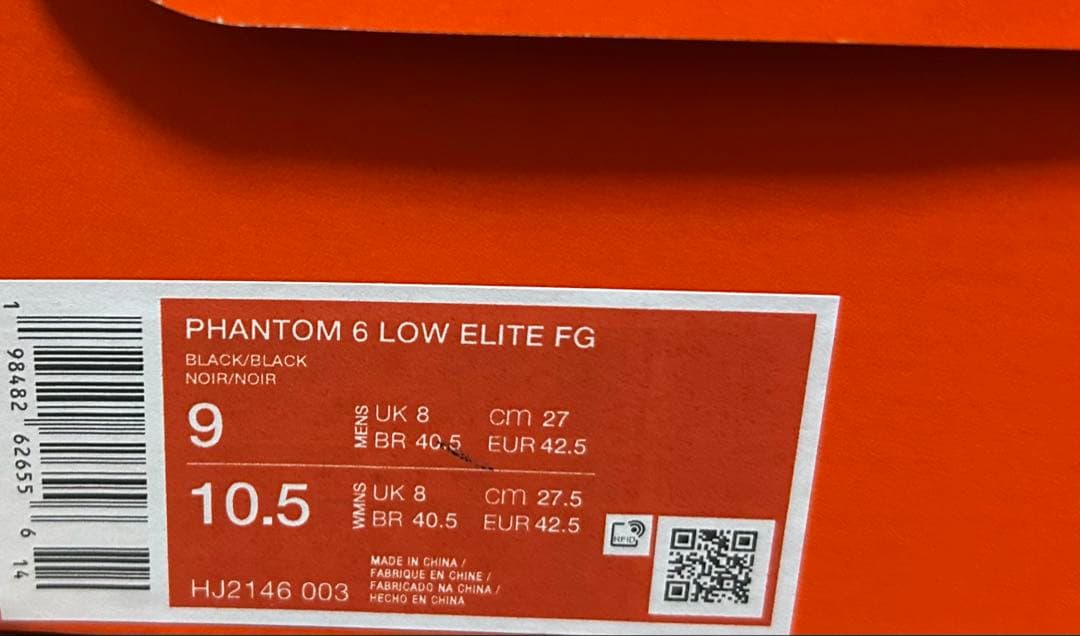 PHANTOM 6 LOW ELITE FG
BLACK/BLACK
NOIR/NOIR
9
MENS
UK 8 cm 27
BR 40.5 EUR 42.5
10.5
WMNS
UK 8 cm 27.5
BR 40.5 EUR 42.5
RFID
HJ2146 003
MADE IN CHINA /
FABRIQUE EN CHINE /
FABRICADO NA CHINA /
HECHO EN CHINA
1 98482 62655 6 14